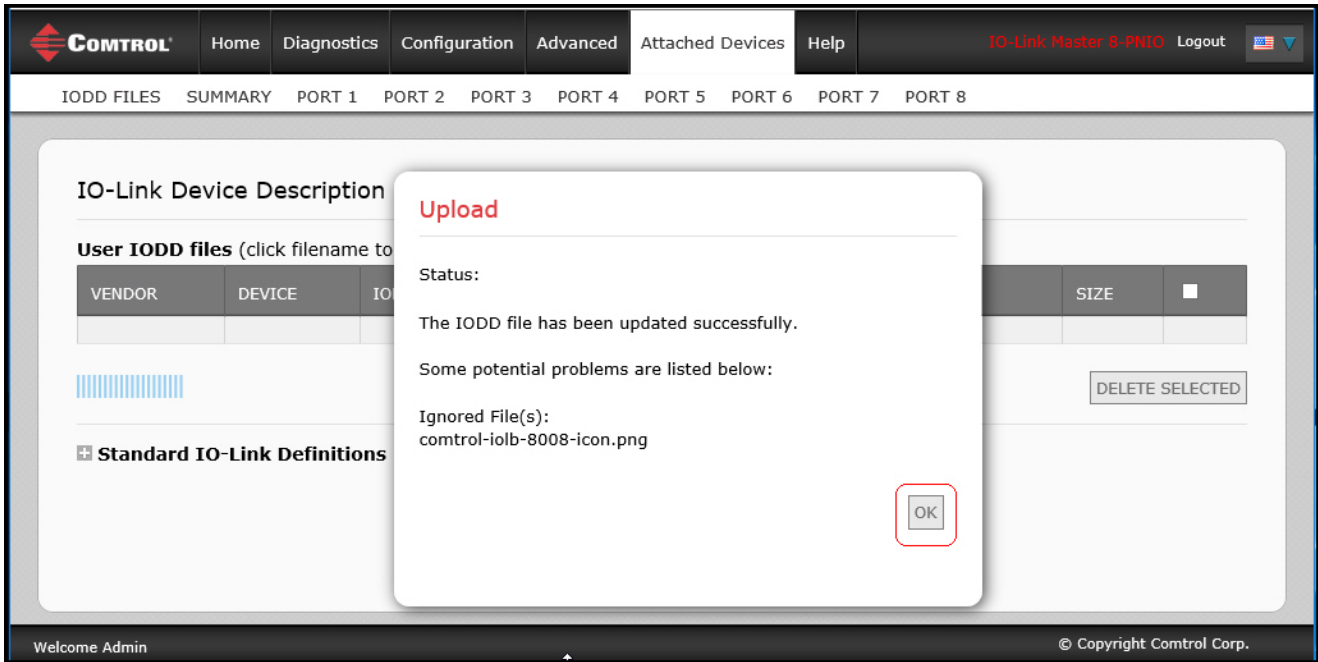 COMTROL Home Diagnostics Configuration Advanced Attached Devices Help IO-Link Master 8-PNIO Logout
IODD FILES SUMMARY PORT 1 PORT 2 PORT 3 PORT 4 PORT 5 PORT 6 PORT 7 PORT 8
IO-Link Device Description
User IODD files (click filename to
VENDOR DEVICE SIZE
DELETE SELECTED
Standard IO-Link Definitions
Upload
Status:
The IODD file has been updated successfully.
Some potential problems are listed below:
Ignored File(s):
comtrol-iolb-8008-icon.png
OK
Welcome Admin © Copyright Comtrol Corp.